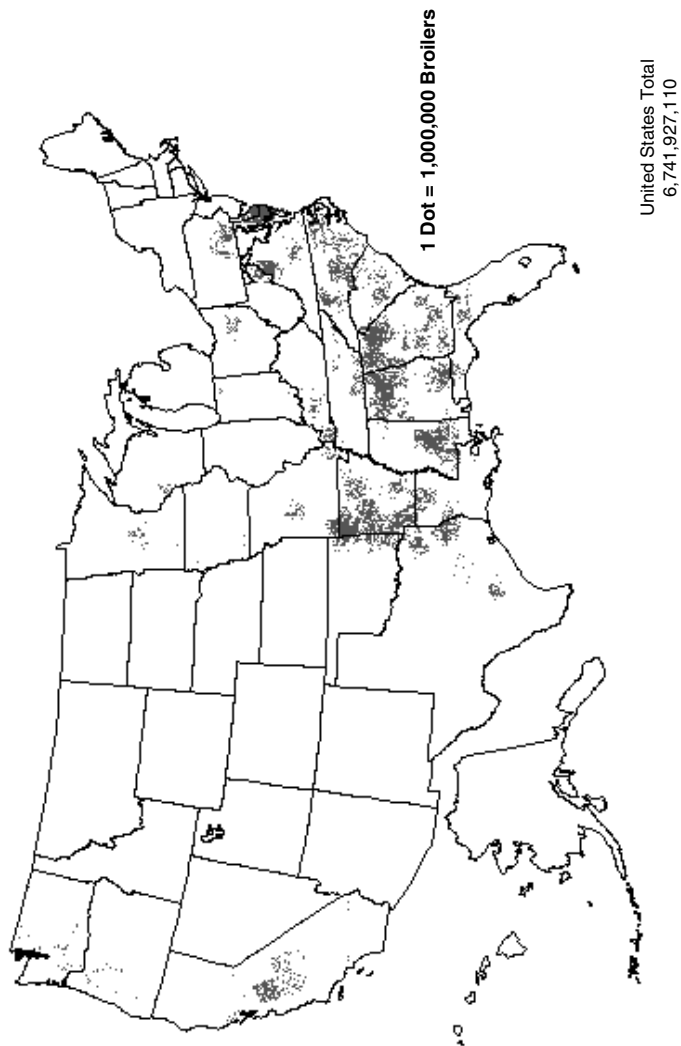 1 Dot = 1,000,000 Broilers
United States Total
6,741,927,110